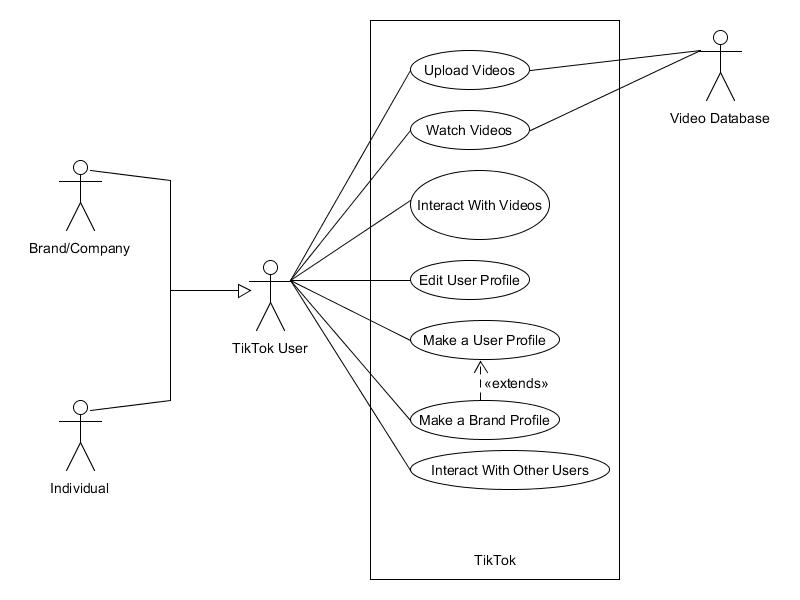 Upload Videos
Video Database
Watch Videos
Interact With Videos
Brand/Company
Edit User Profile
TikTok User
Make a User Profile
«extends»
Make a Brand Profile
Interact With Other Users
Individual
TikTok